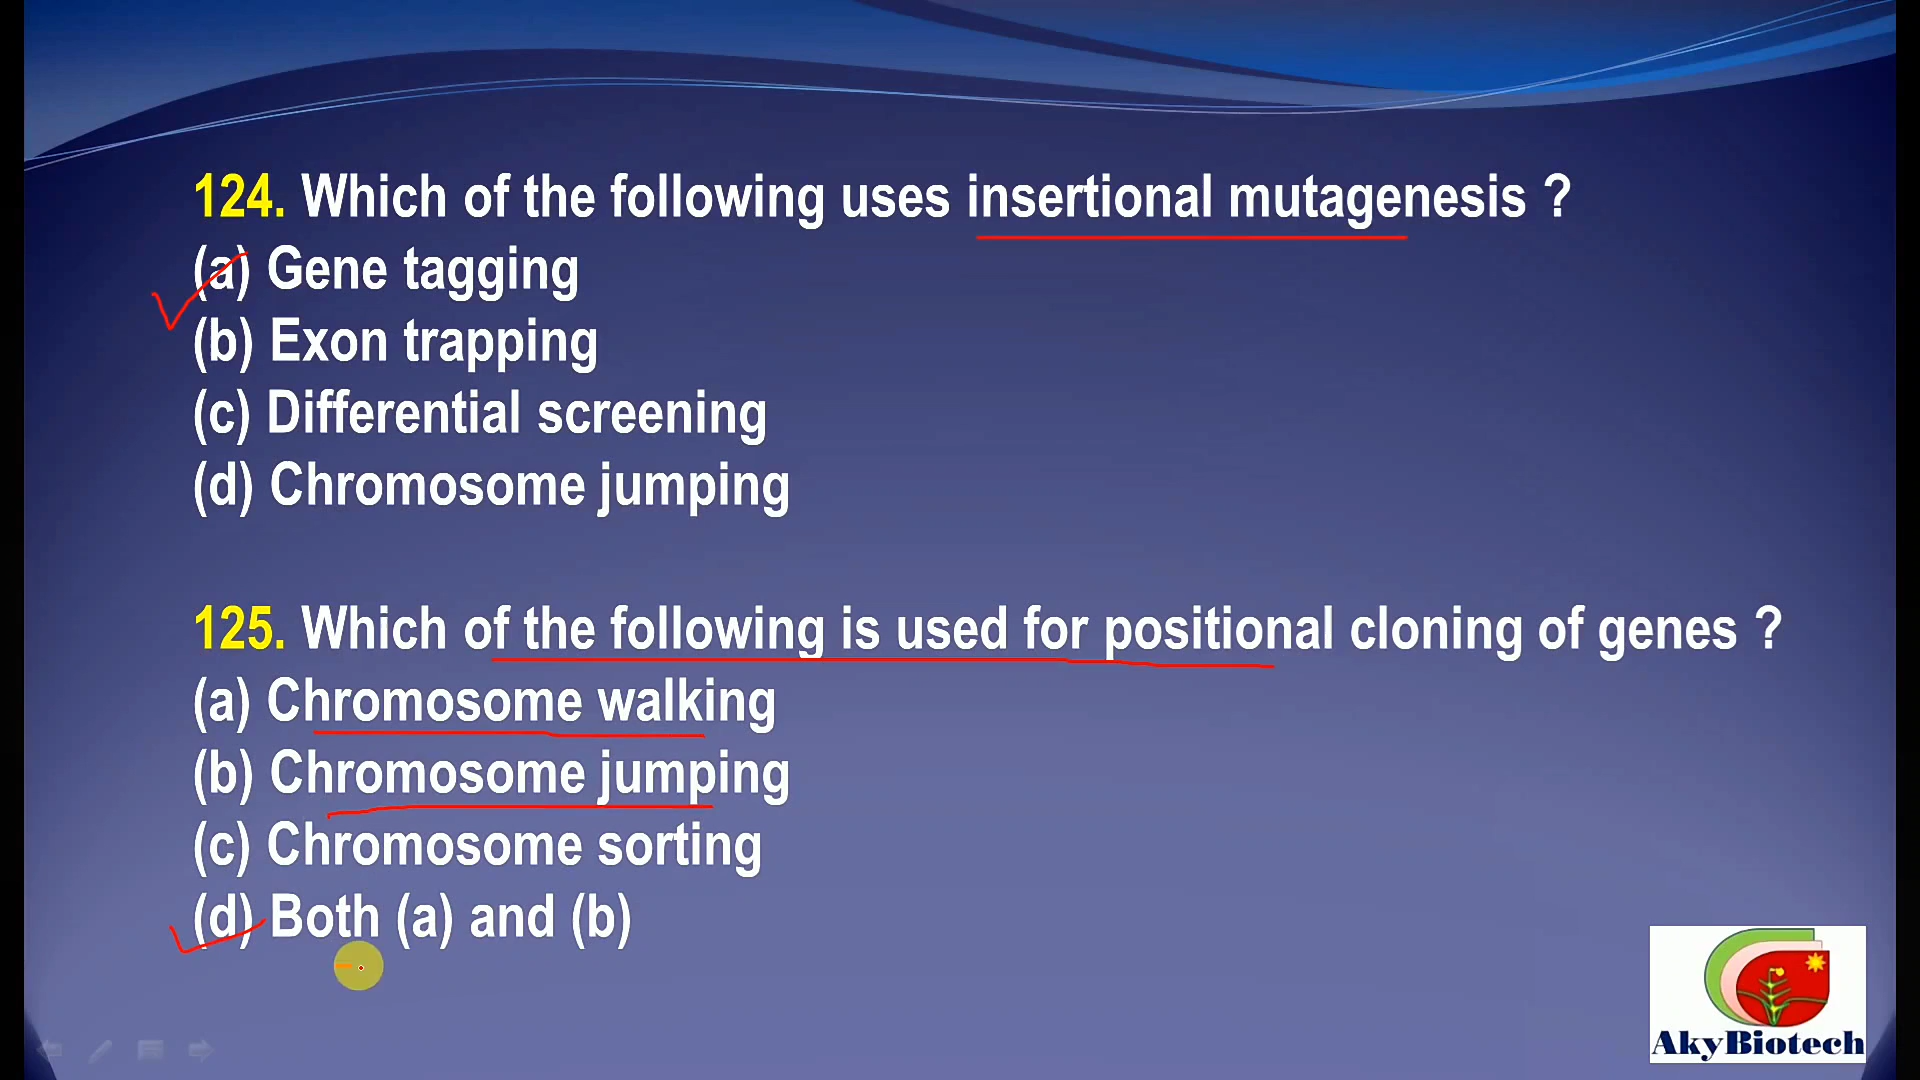 124. Which of the following uses insertional mutagenesis ?
(a) Gene tagging
(b) Exon trapping
(c) Differential screening
(d) Chromosome jumping
125. Which of the following is used for positional cloning of genes ?
(a) Chromosome walking
(b) Chromosome jumping
(c) Chromosome sorting
(d) Both (a) and (b)
AkyBiotech